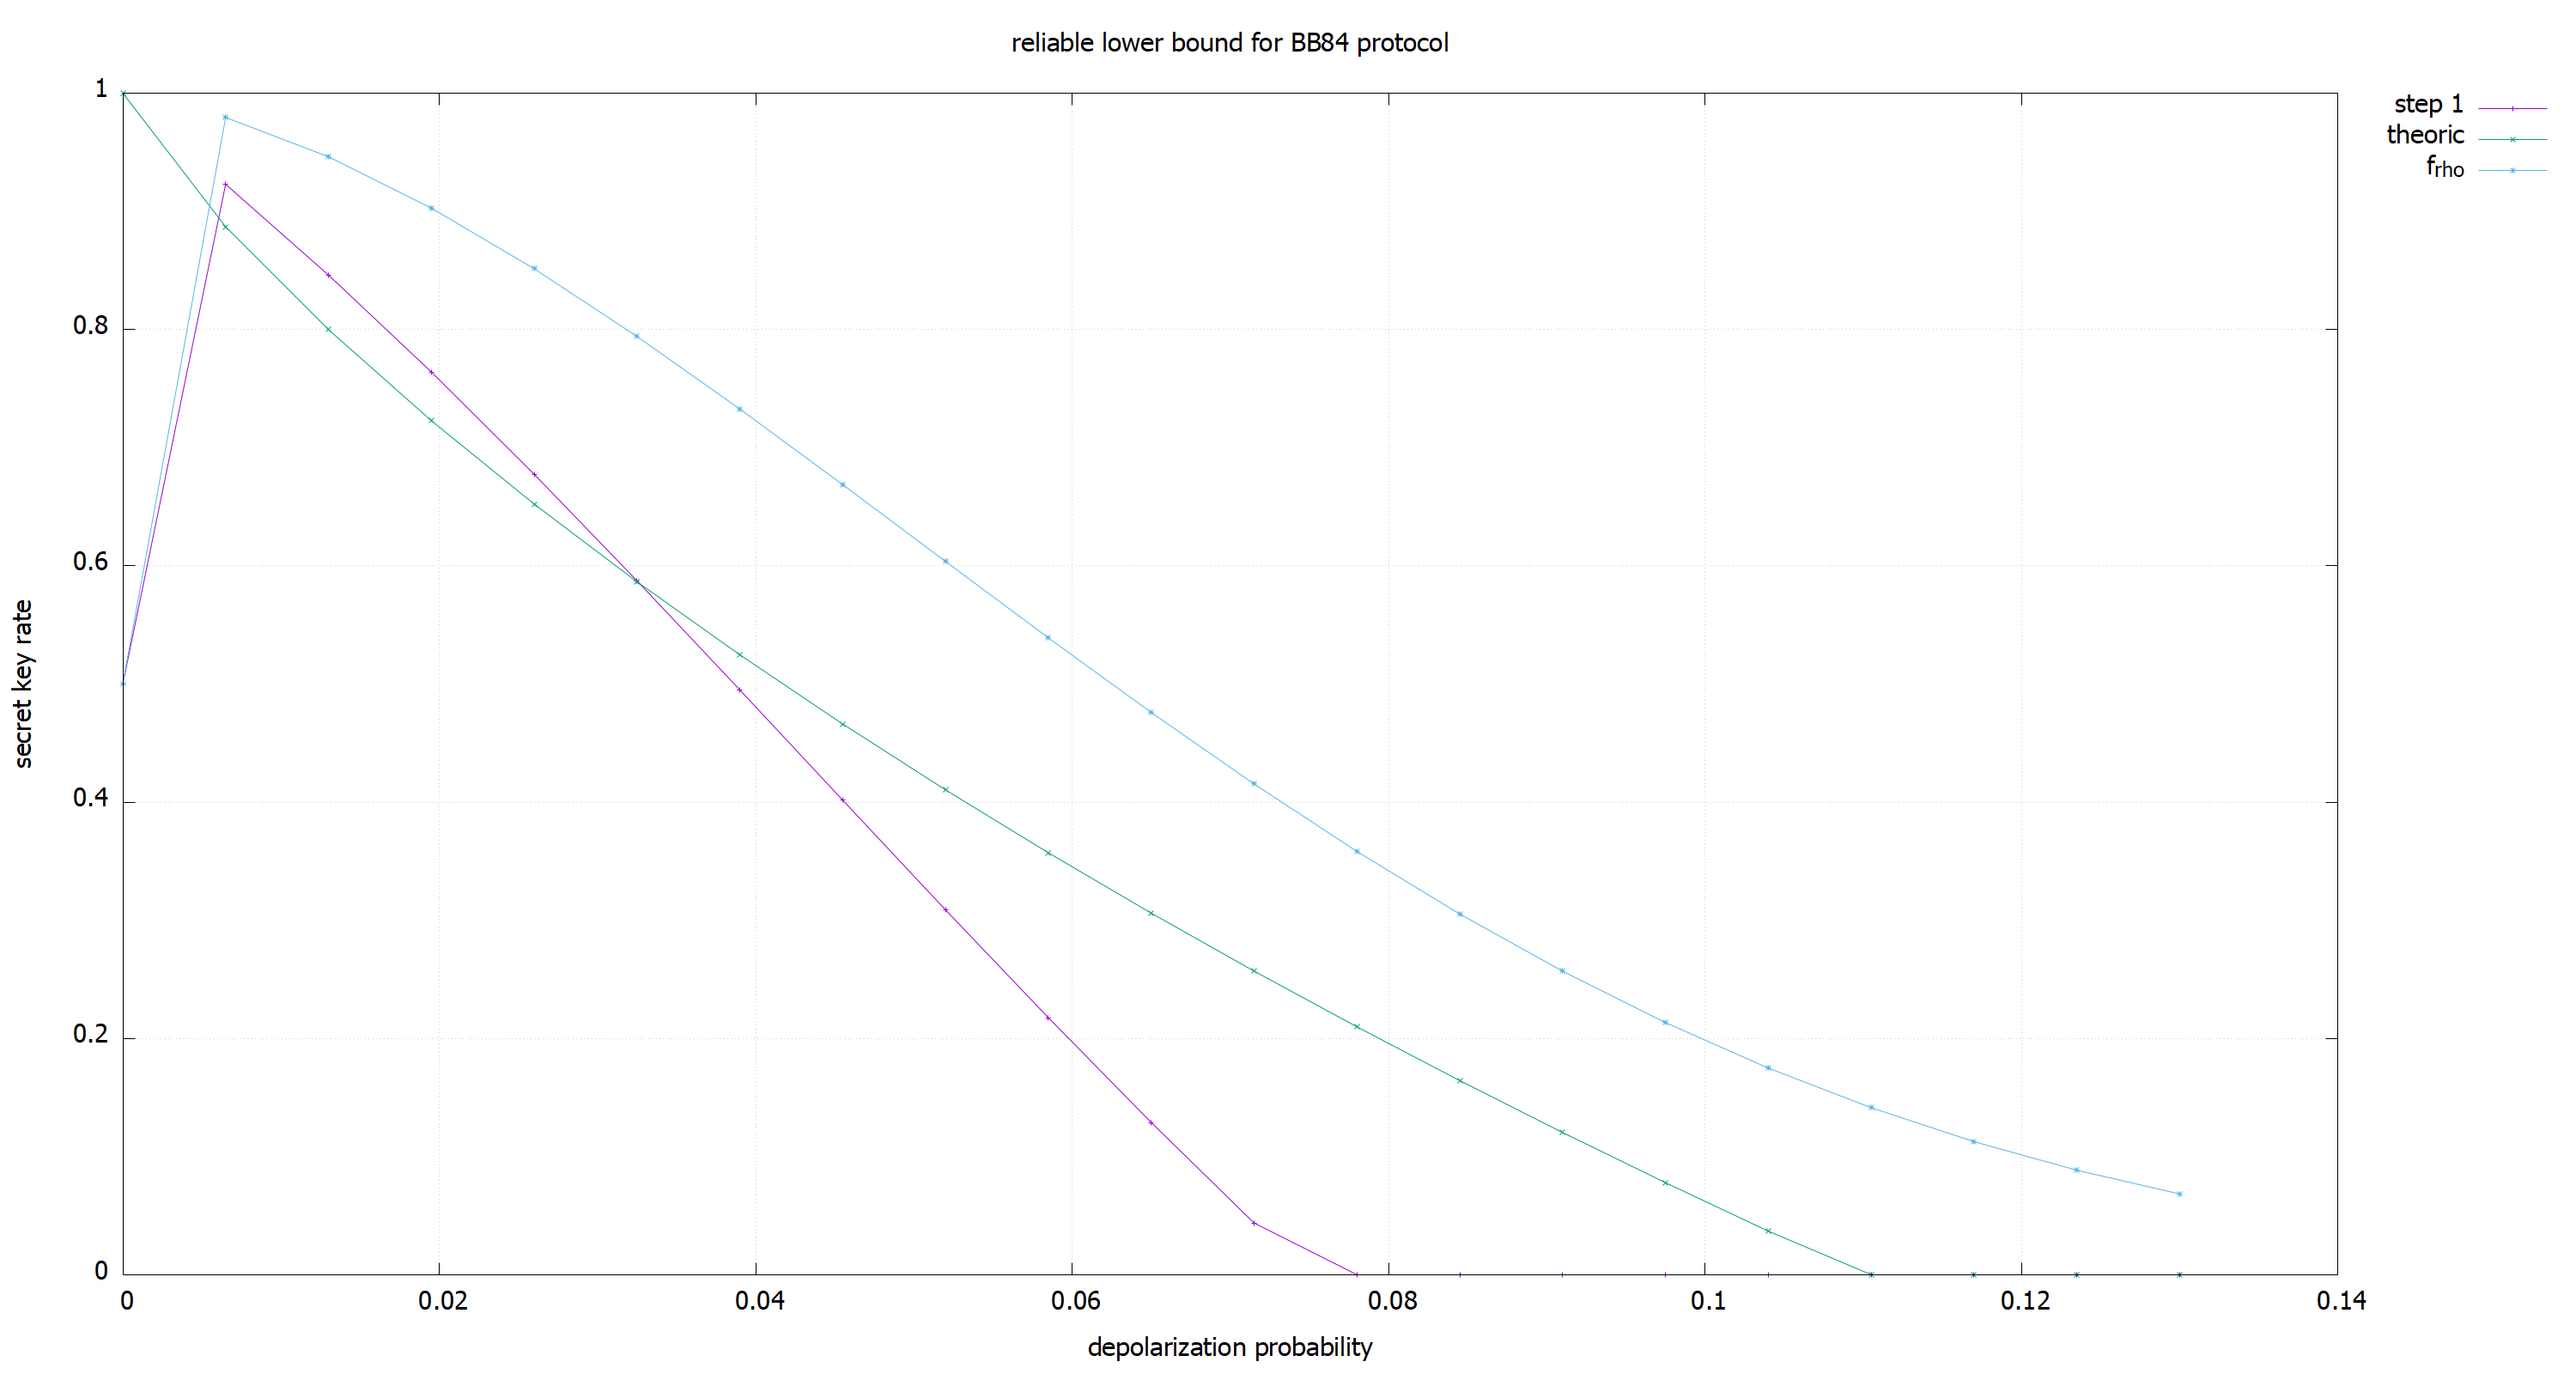 reliable lower bound for BB84 protocol
step 1
theoric
frho
1
0.8
0.6
0.4
0.2
0
secret key rate
0 0.02 0.04 0.06 0.08 0.1 0.12 0.14
depolarization probability